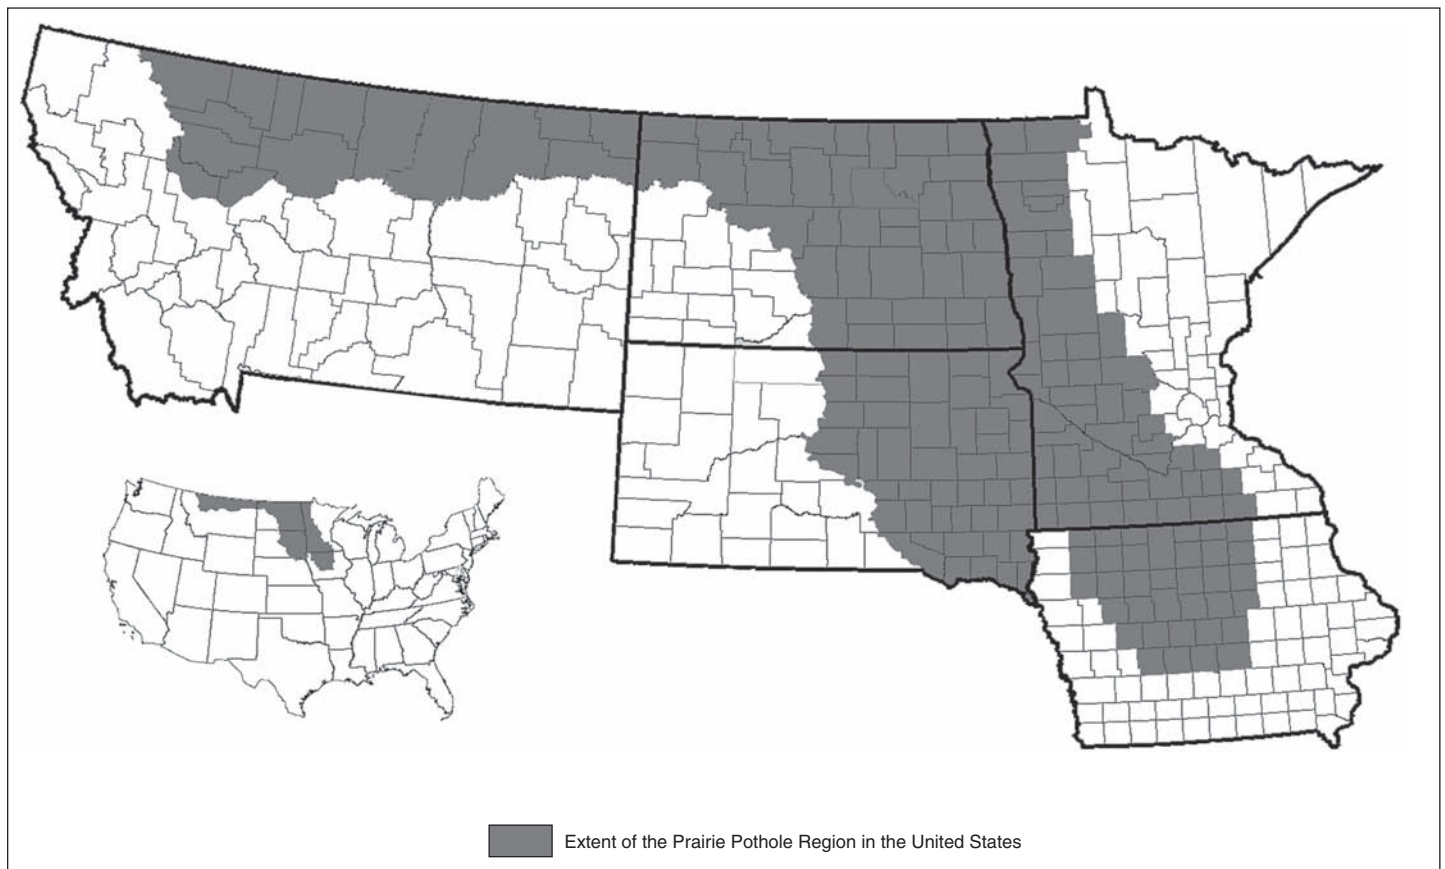 Extent of the Prairie Pothole Region in the United States